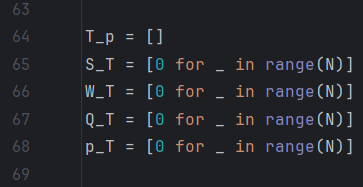 63
64 T_p = []
65 S_T = [0 for _ in range(N)]
66 W_T = [0 for _ in range(N)]
67 Q_T = [0 for _ in range(N)]
68 p_T = [0 for _ in range(N)]
69